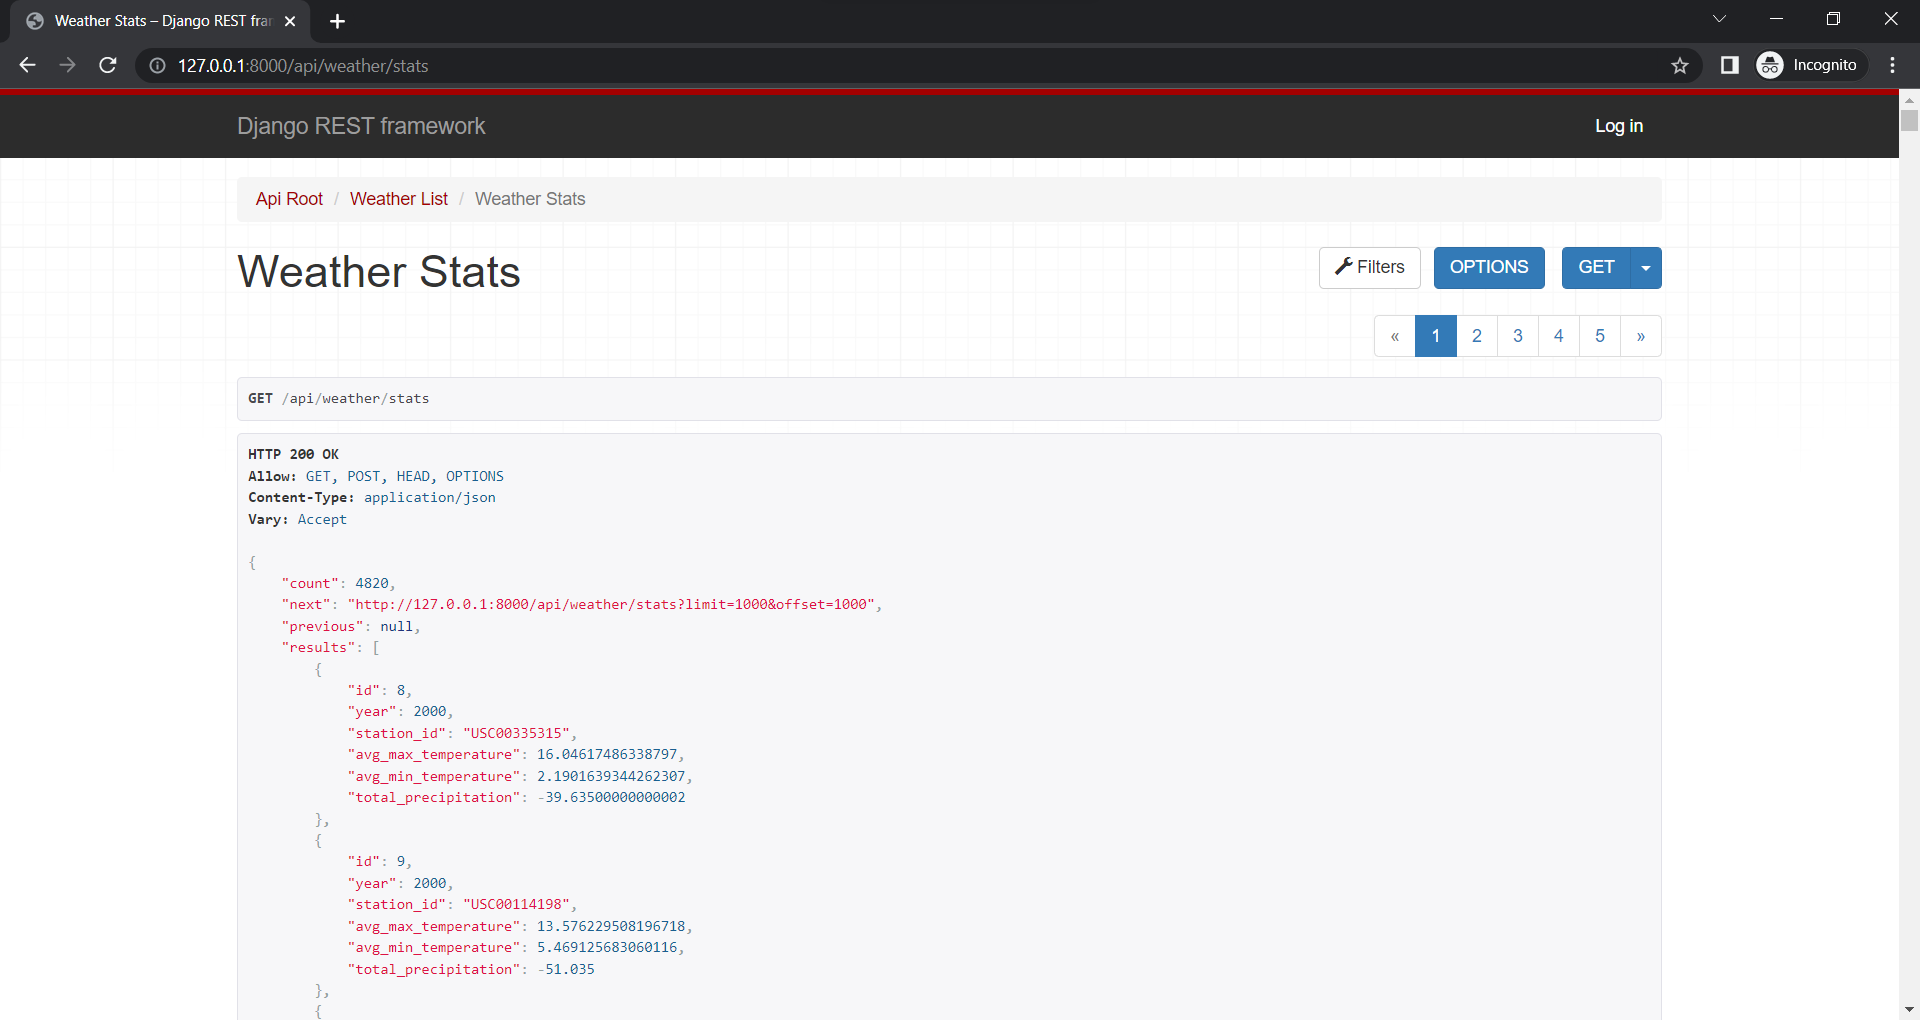 Weather Stats – Django REST fra
127.0.0.1:8000/api/weather/stats
Incognito
Django REST framework
Log in
Api Root / Weather List / Weather Stats
Weather Stats
Filters
OPTIONS
GET
« 1 2 3 4 5 »
GET /api/weather/stats
HTTP 200 OK
Allow: GET, POST, HEAD, OPTIONS
Content-Type: application/json
Vary: Accept
{
    "count": 4820,
    "next": "http://127.0.0.1:8000/api/weather/stats?limit=1000&offset=1000",
    "previous": null,
    "results": [
        {
            "id": 8,
            "year": 2000,
            "station_id": "USC00335315",
            "avg_max_temperature": 16.04617486338797,
            "avg_min_temperature": 2.1901639344262307,
            "total_precipitation": -39.63500000000002
        },
        {
            "id": 9,
            "year": 2000,
            "station_id": "USC00114198",
            "avg_max_temperature": 13.576229508196718,
            "avg_min_temperature": 5.469125683060116,
            "total_precipitation": -51.035
        },
        {